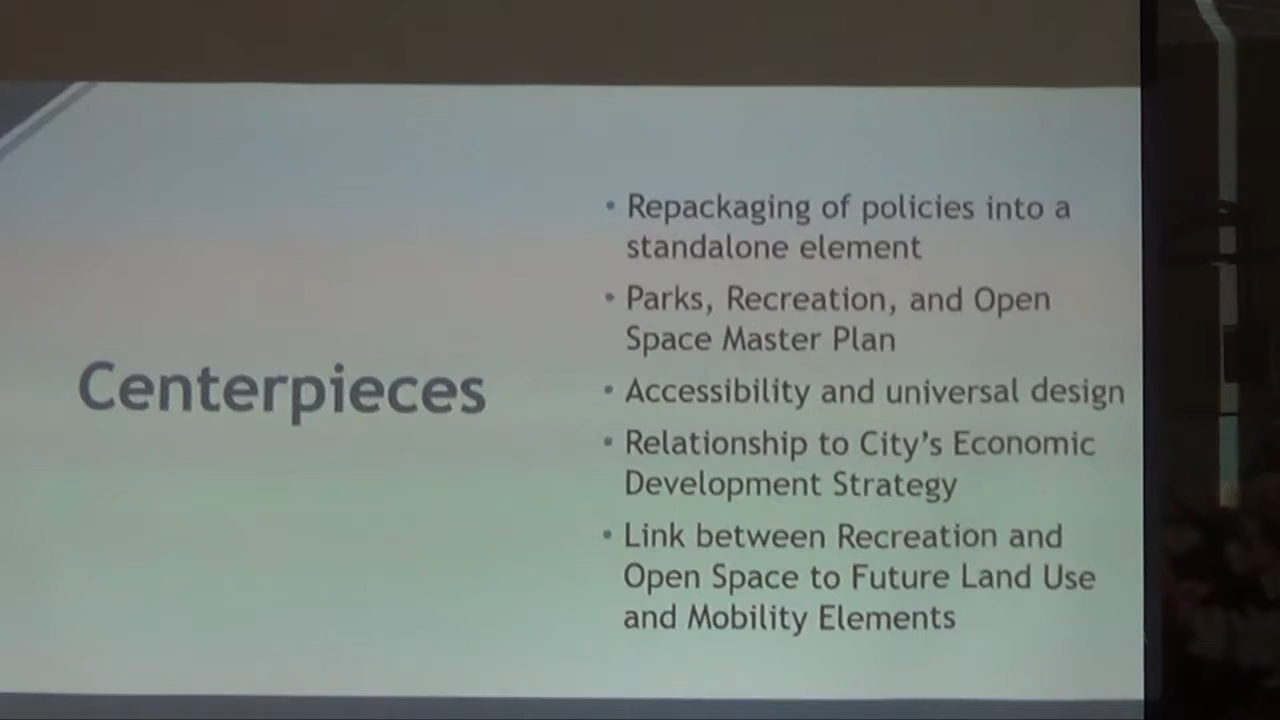 Centerpieces
• Repackaging of policies into a
standalone element
• Parks, Recreation, and Open
Space Master Plan
• Accessibility and universal design
• Relationship to City’s Economic
Development Strategy
• Link between Recreation and
Open Space to Future Land Use
and Mobility Elements